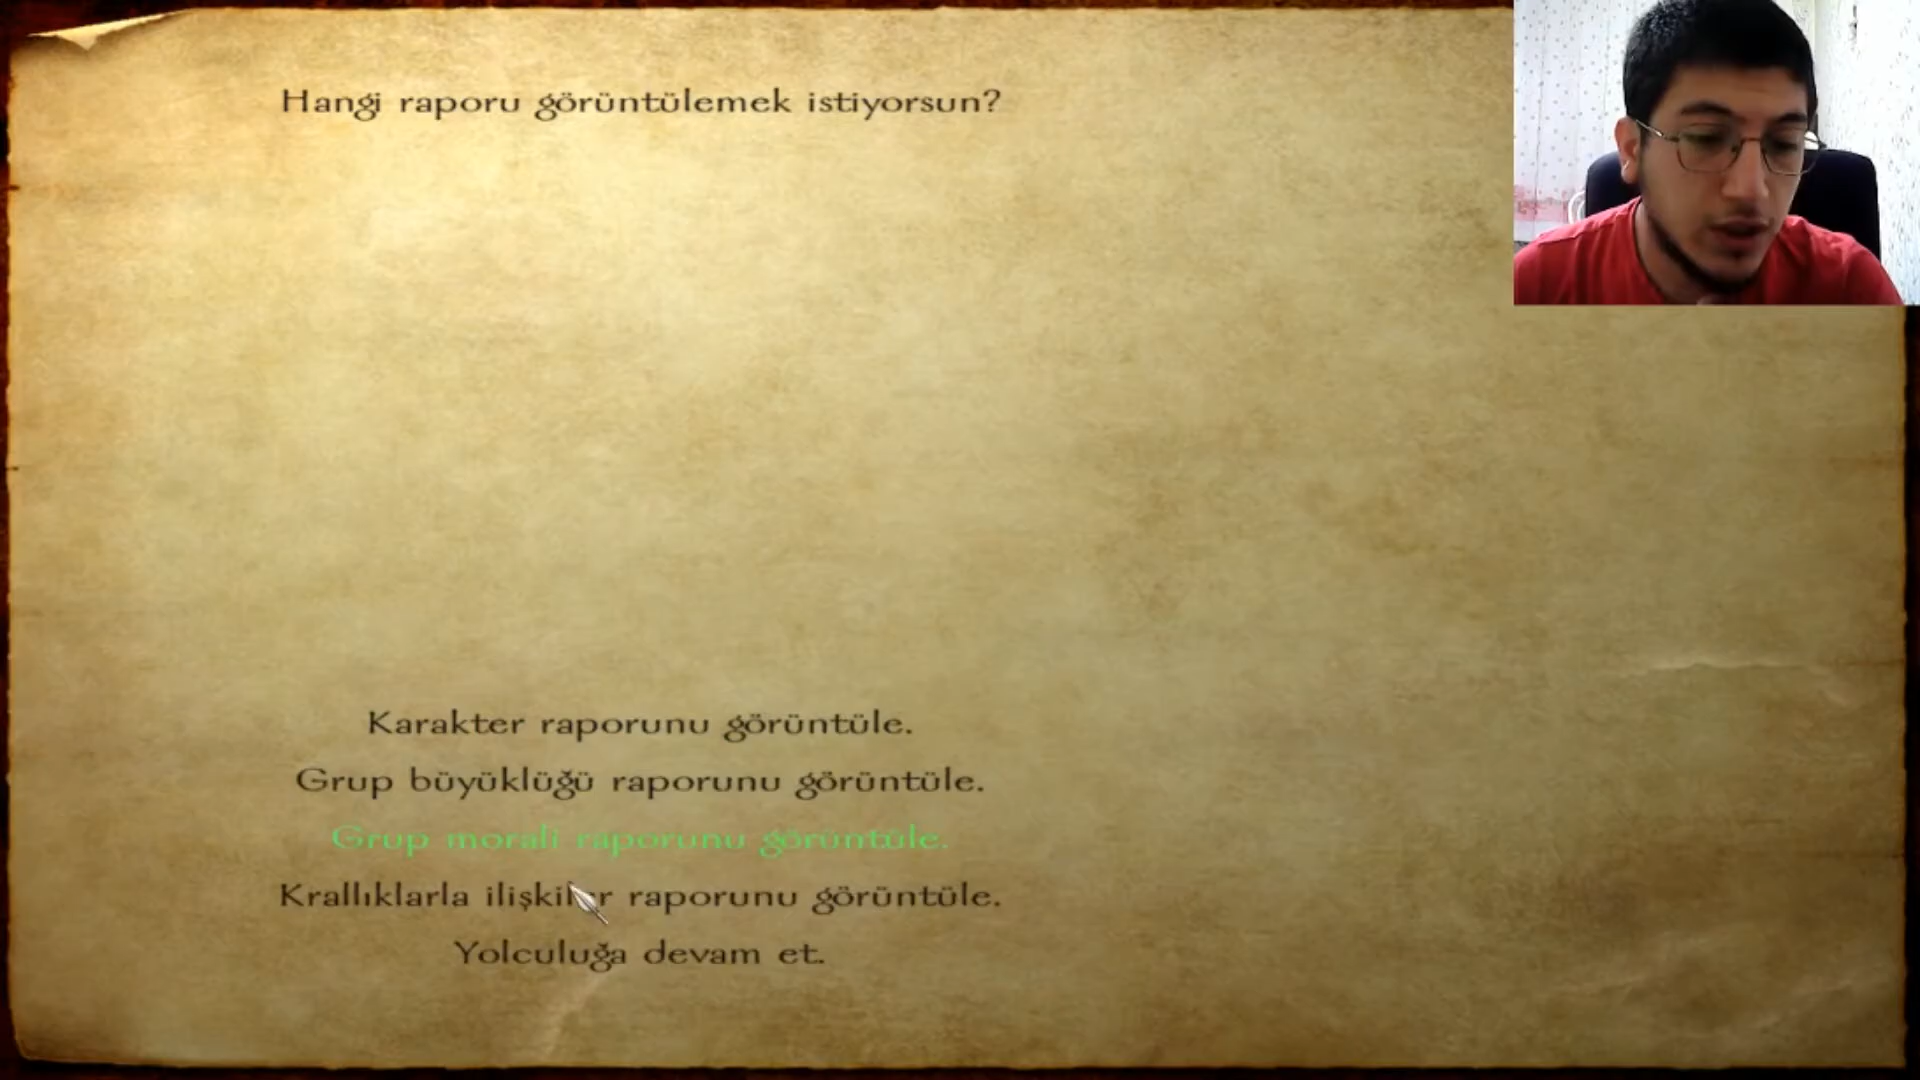 Hangi raporu görüntülemek istiyorsun?
Karakter raporunu görüntüle.
Grup büyüklüğü raporunu görüntüle.
Grup morali raporunu görüntüle.
Krallıklarla ilişkiler raporunu görüntüle.
Yolculuğa devam et.